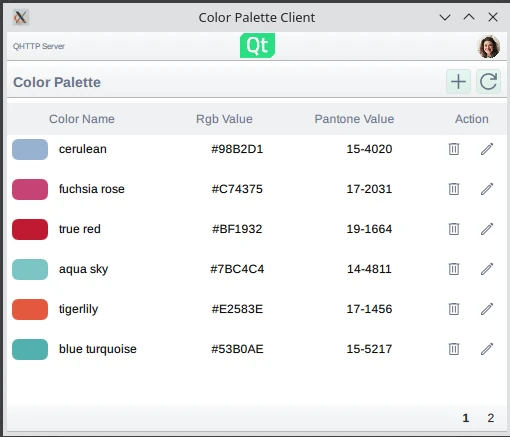 Color Palette Client
QHTTP Server
Qt
Color Palette
Color Name Rgb Value Pantone Value Action
cerulean #98B2D1 15-4020
fuchsia rose #C74375 17-2031
true red #BF1932 19-1664
aqua sky #7BC4C4 14-4811
tigerlily #E2583E 17-1456
blue turquoise #53B0AE 15-5217
1 2